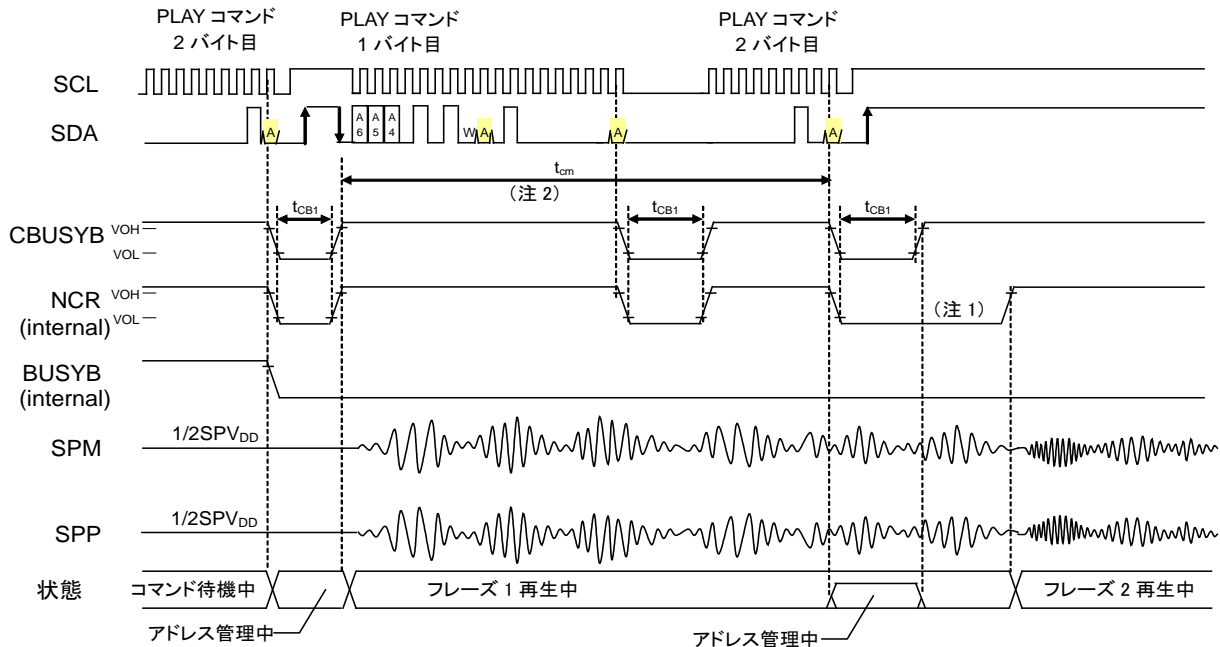 PLAY コマンド
2 バイト目
PLAY コマンド
1 バイト目
PLAY コマンド
2 バイト目
SCL
SDA
A
A6 A5 A4
W A
A
A
tcm
(注 2)
tCB1
tCB1
tCB1
CBUSYB
VOH
VOL
NCR
(internal)
VOH
VOL
(注 1)
BUSYB
(internal)
SPM
1/2SPVDD
SPP
1/2SPVDD
状態
コマンド待機中
フレーズ 1 再生中
フレーズ 2 再生中
アドレス管理中
アドレス管理中